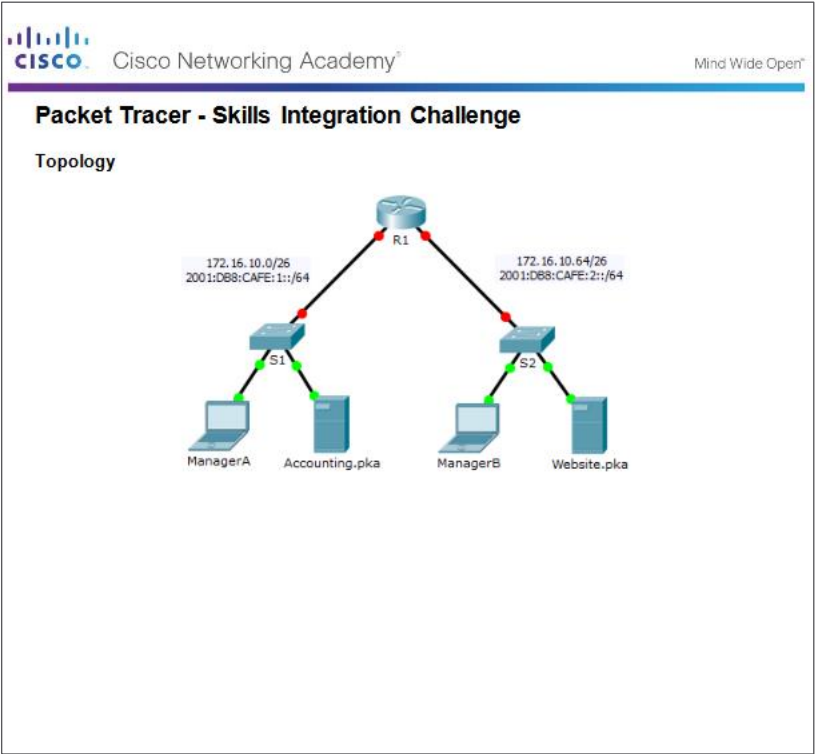 CISCO. Cisco Networking Academy® Mind Wide Open™
Packet Tracer - Skills Integration Challenge
Topology
R1
172.16.10.0/26
2001:DB8:CAFE:1::/64
172.16.10.64/26
2001:DB8:CAFE:2::/64
S1
S2
ManagerA Accounting.pka ManagerB Website.pka